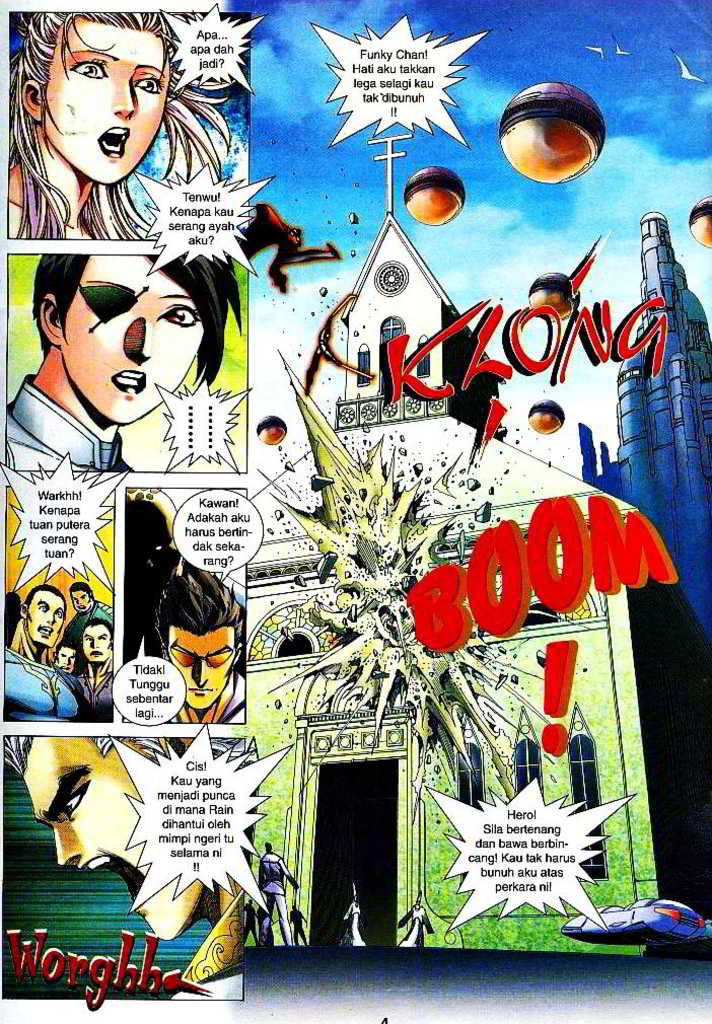 Apa...
apa dah
jadi?
Tenwu!
Kenapa kau
serang ayah
aku?
Funky Chan!
Hati aku takkan
lega selagi kau
tak dibunuh
!!
KLONG
!
BOOM
!
Warkhh!
Kenapa
tuan putera
serang
tuan?
Kawan!
Adakah aku
harus bertin-
dak seka-
rang?
Tidak!
Tunggu
sebentar
lagi...
Cis!
Kau yang
menjadi punca
di mana Rain
dihantui oleh
mimpi ngeri tu
selama ni
!!
Worghh
Hero!
Sila bertenang
dan bawa berbin-
cang! Kau tak harus
bunuh aku atas
perkara ni!
4